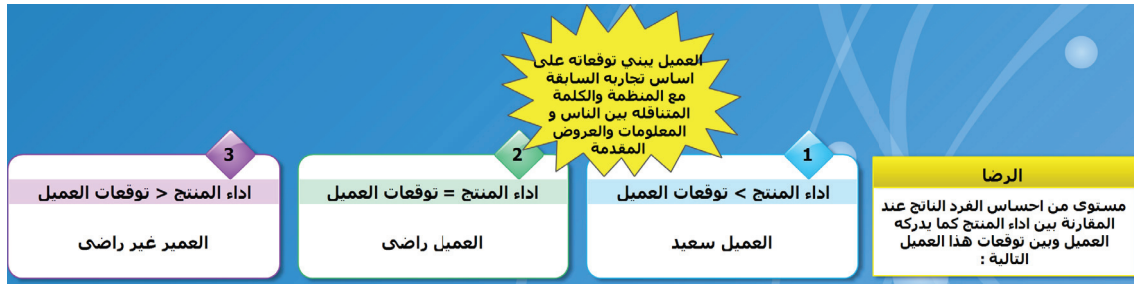 العميل يبني توقعاته على
اساس تجاربه السابقة
مع المنظمة والكلمة
المتناقله بين الناس و
المعلومات والعروض
المقدمة
الرضا
مستوى من احساس الفرد الناتج عند
المقارنة بين اداء المنتج كما يدركه
العميل وبين توقعات هذا العميل
التالية :
1
اداء المنتج > توقعات العميل
العميل سعيد
2
اداء المنتج = توقعات العميل
العميل راضى
3
اداء المنتج < توقعات العميل
العمير غير راضى